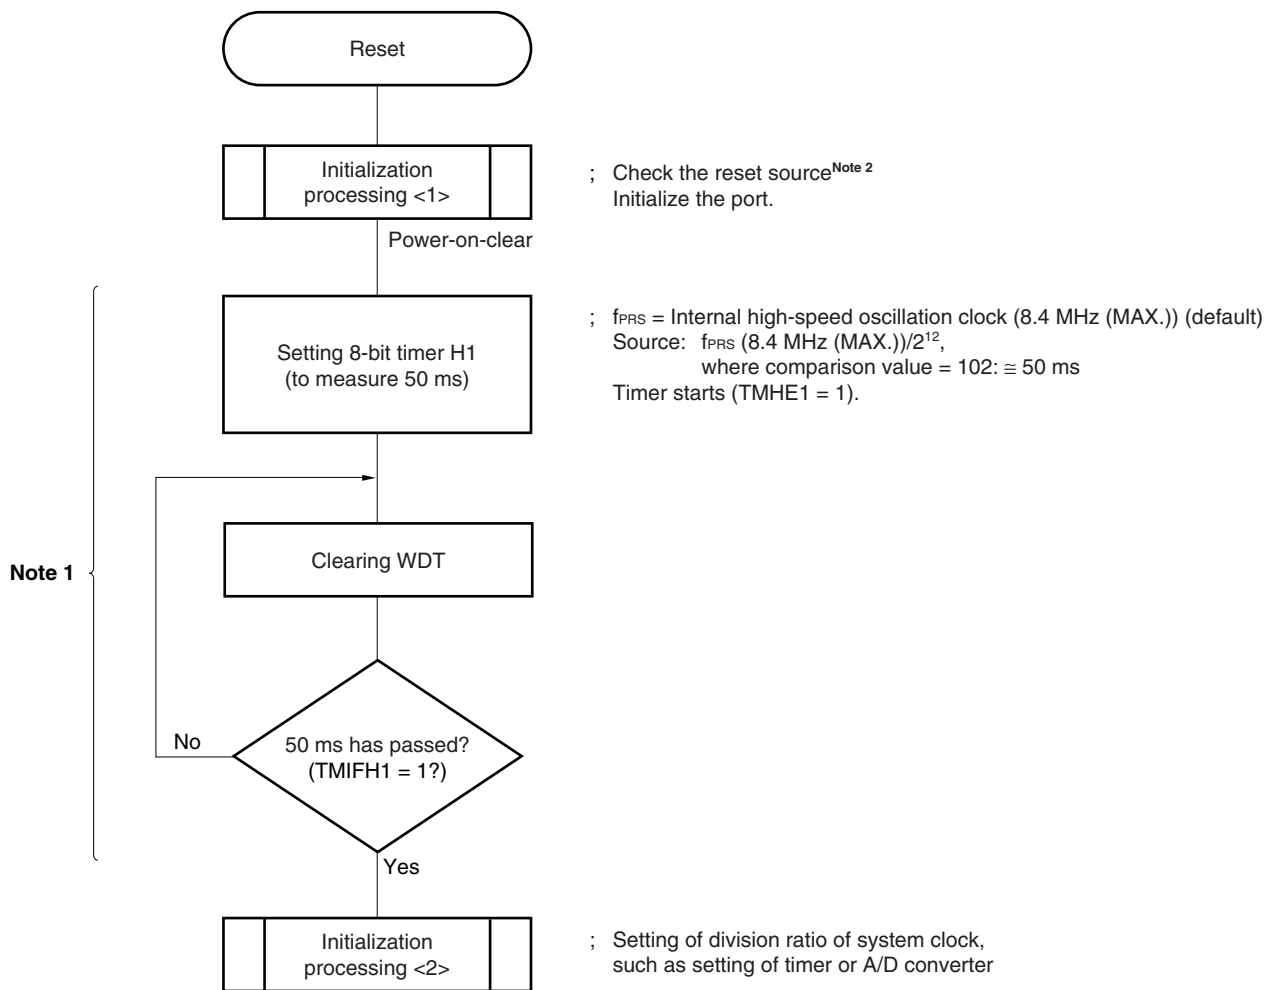 Reset
Initialization
processing <1>
; Check the reset sourceNote 2
Initialize the port.
Power-on-clear
Setting 8-bit timer H1
(to measure 50 ms)
; fPRS = Internal high-speed oscillation clock (8.4 MHz (MAX.)) (default)
Source: fPRS (8.4 MHz (MAX.))/2¹²,
where comparison value = 102: ≅ 50 ms
Timer starts (TMHE1 = 1).
Note 1
Clearing WDT
No
50 ms has passed?
(TMIFH1 = 1?)
Yes
Initialization
processing <2>
; Setting of division ratio of system clock,
such as setting of timer or A/D converter